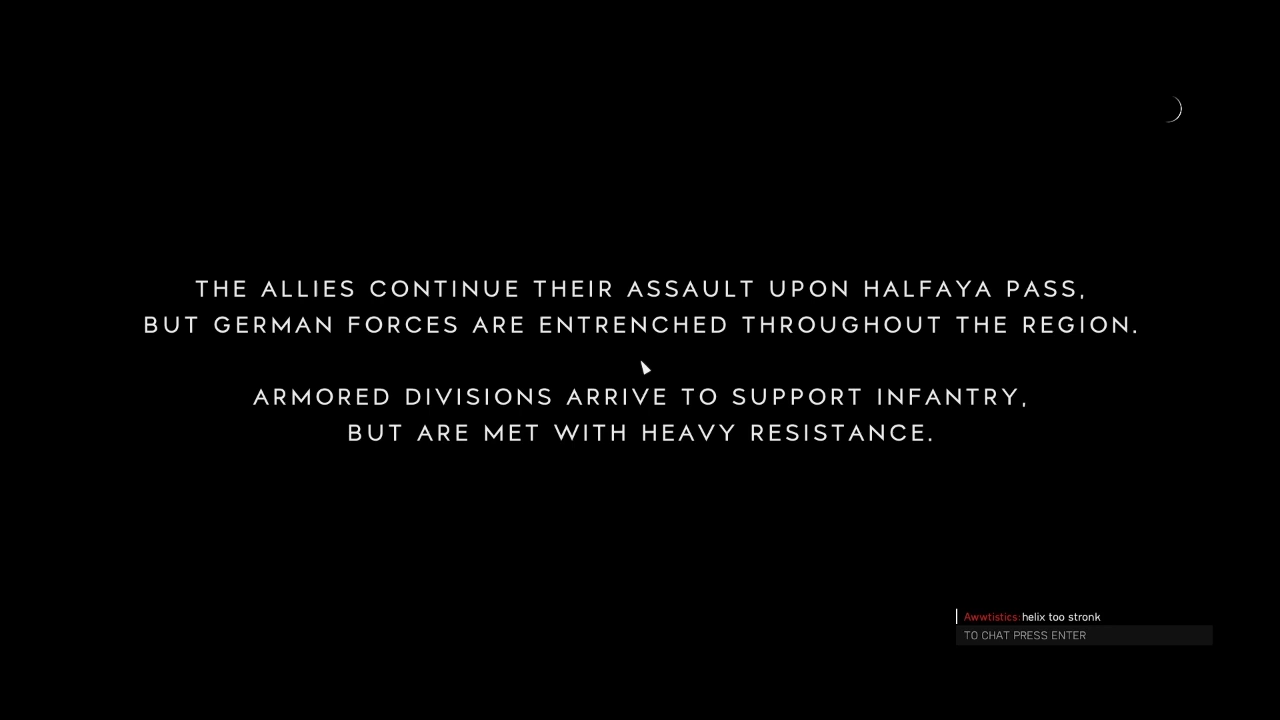 THE ALLIES CONTINUE THEIR ASSAULT UPON HALFAYA PASS,
BUT GERMAN FORCES ARE ENTRENCHED THROUGHOUT THE REGION.
ARMORED DIVISIONS ARRIVE TO SUPPORT INFANTRY,
BUT ARE MET WITH HEAVY RESISTANCE.
Awwtistics: helix too stronk
TO CHAT PRESS ENTER